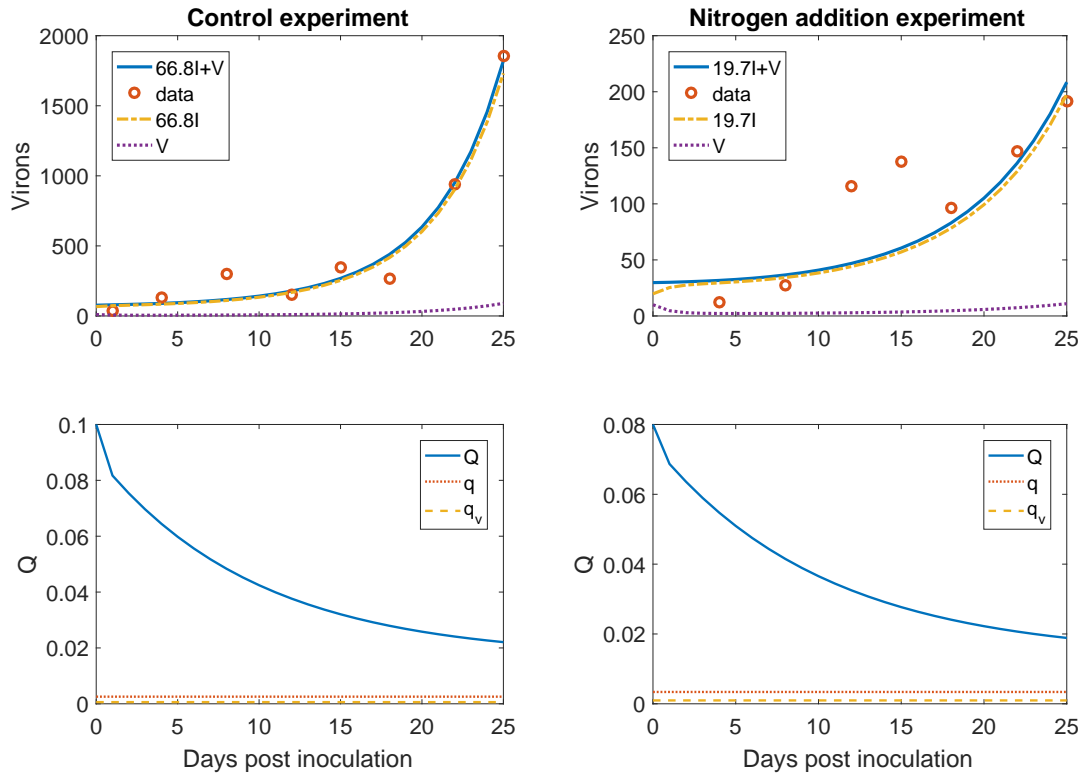 Control experiment
2000
1500
1000
500
0
Virons
66.8I+V
data
66.8I
V
0 5 10 15 20 25
Nitrogen addition experiment
250
200
150
100
50
0
Virons
19.7I+V
data
19.7I
V
0 5 10 15 20 25
0.1
0.08
0.06
0.04
0.02
0
Q
Q
q
q_v
0 5 10 15 20 25
Days post inoculation
0.08
0.06
0.04
0.02
0
Q
Q
q
q_v
0 5 10 15 20 25
Days post inoculation